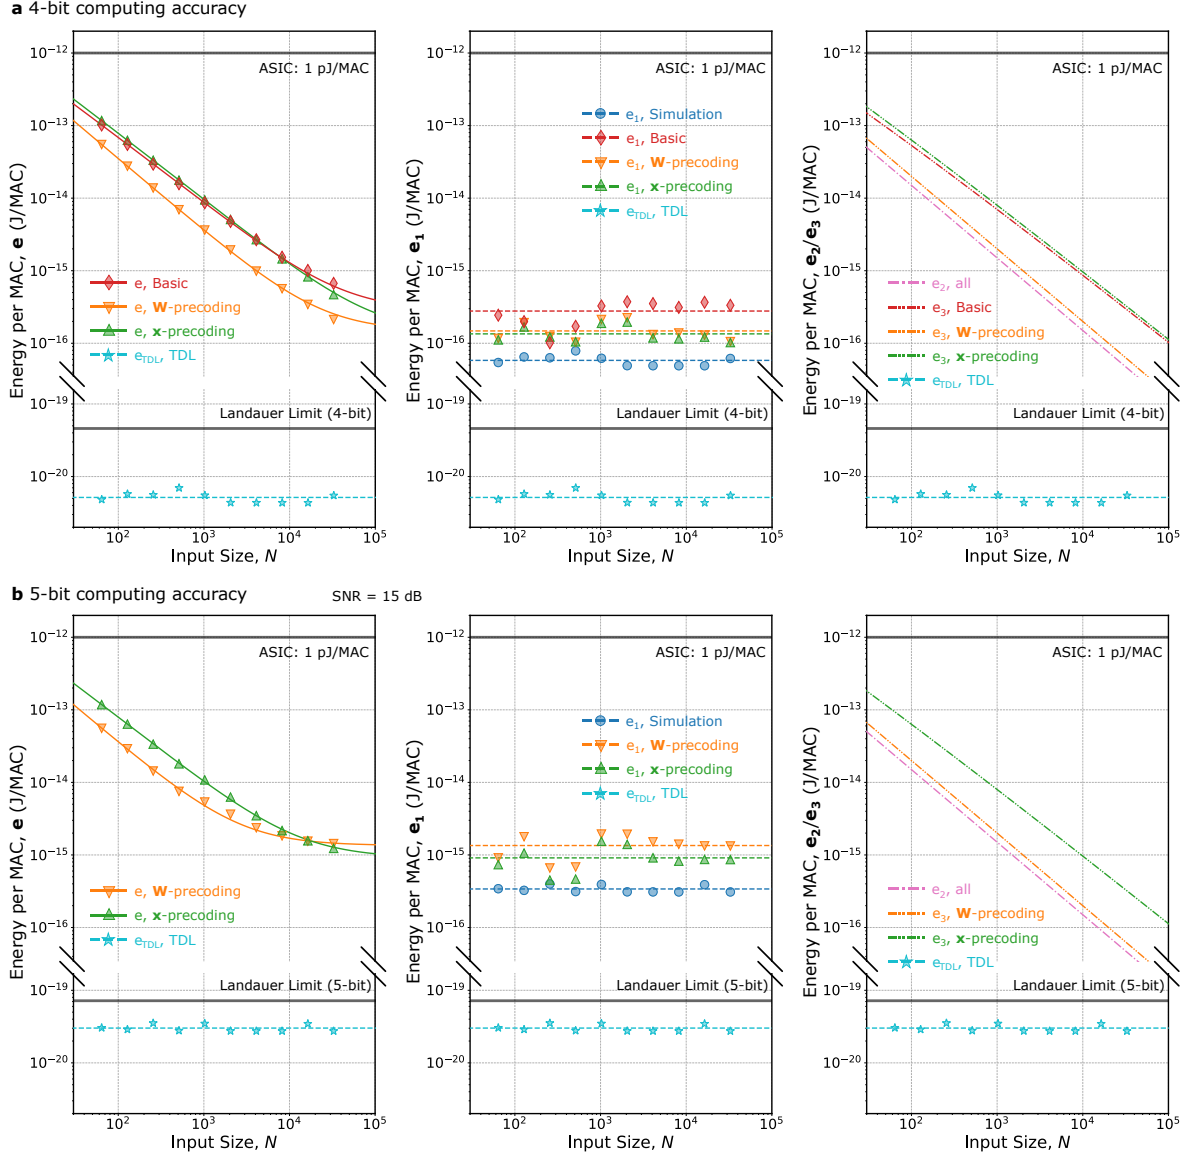 a 4-bit computing accuracy
Energy per MAC, e (J/MAC)
10⁻¹²
10⁻¹³
10⁻¹⁴
10⁻¹⁵
10⁻¹⁶
10⁻¹⁹
10⁻²⁰
ASIC: 1 pJ/MAC
e, Basic
e, W-precoding
e, x-precoding
e_TDL, TDL
Landauer Limit (4-bit)
10² 10³ 10⁴ 10⁵
Input Size, N
Energy per MAC, e₁ (J/MAC)
10⁻¹²
10⁻¹³
10⁻¹⁴
10⁻¹⁵
10⁻¹⁶
10⁻¹⁹
10⁻²⁰
ASIC: 1 pJ/MAC
e₁, Simulation
e₁, Basic
e₁, W-precoding
e₁, x-precoding
e_TDL, TDL
Landauer Limit (4-bit)
10² 10³ 10⁴ 10⁵
Input Size, N
Energy per MAC, e₂/e₃ (J/MAC)
10⁻¹²
10⁻¹³
10⁻¹⁴
10⁻¹⁵
10⁻¹⁶
10⁻¹⁹
10⁻²⁰
ASIC: 1 pJ/MAC
e₂, all
e₃, Basic
e₃, W-precoding
e₃, x-precoding
e_TDL, TDL
Landauer Limit (4-bit)
10² 10³ 10⁴ 10⁵
Input Size, N
b 5-bit computing accuracy
SNR = 15 dB
Energy per MAC, e (J/MAC)
10⁻¹²
10⁻¹³
10⁻¹⁴
10⁻¹⁵
10⁻¹⁶
10⁻¹⁹
10⁻²⁰
ASIC: 1 pJ/MAC
e, W-precoding
e, x-precoding
e_TDL, TDL
Landauer Limit (5-bit)
10² 10³ 10⁴ 10⁵
Input Size, N
Energy per MAC, e₁ (J/MAC)
10⁻¹²
10⁻¹³
10⁻¹⁴
10⁻¹⁵
10⁻¹⁶
10⁻¹⁹
10⁻²⁰
ASIC: 1 pJ/MAC
e₁, Simulation
e₁, W-precoding
e₁, x-precoding
e_TDL, TDL
Landauer Limit (5-bit)
10² 10³ 10⁴ 10⁵
Input Size, N
Energy per MAC, e₂/e₃ (J/MAC)
10⁻¹²
10⁻¹³
10⁻¹⁴
10⁻¹⁵
10⁻¹⁶
10⁻¹⁹
10⁻²⁰
ASIC: 1 pJ/MAC
e₂, all
e₃, W-precoding
e₃, x-precoding
e_TDL, TDL
Landauer Limit (5-bit)
10² 10³ 10⁴ 10⁵
Input Size, N